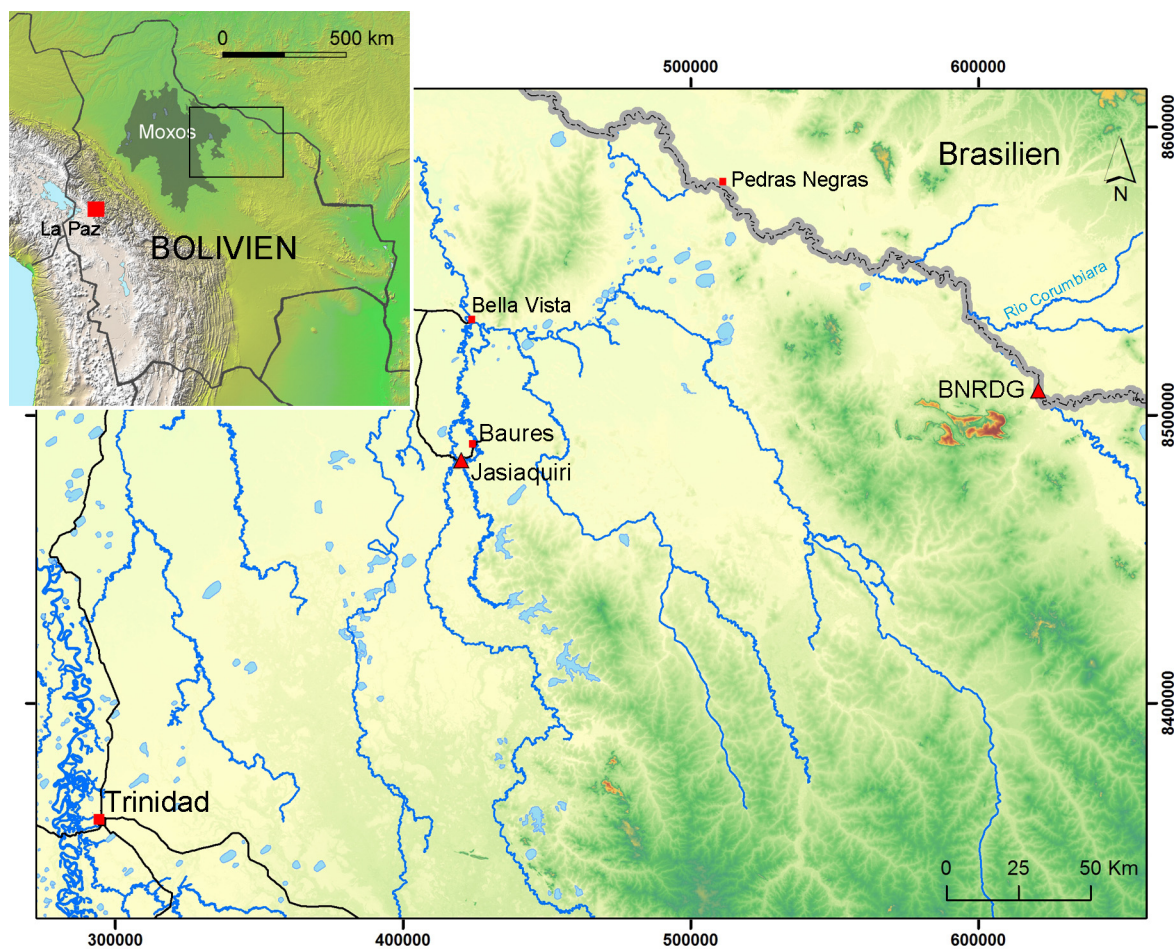 0 500 km
Moxos
La Paz
BOLIVIEN
500000 600000
Brasilien
N
Pedras Negras
Rio Corumbiara
Bella Vista
BNRDG
Baures
Jasiaquiri
Trinidad
8600000
8500000
8400000
0 25 50 Km
300000 400000 500000 600000